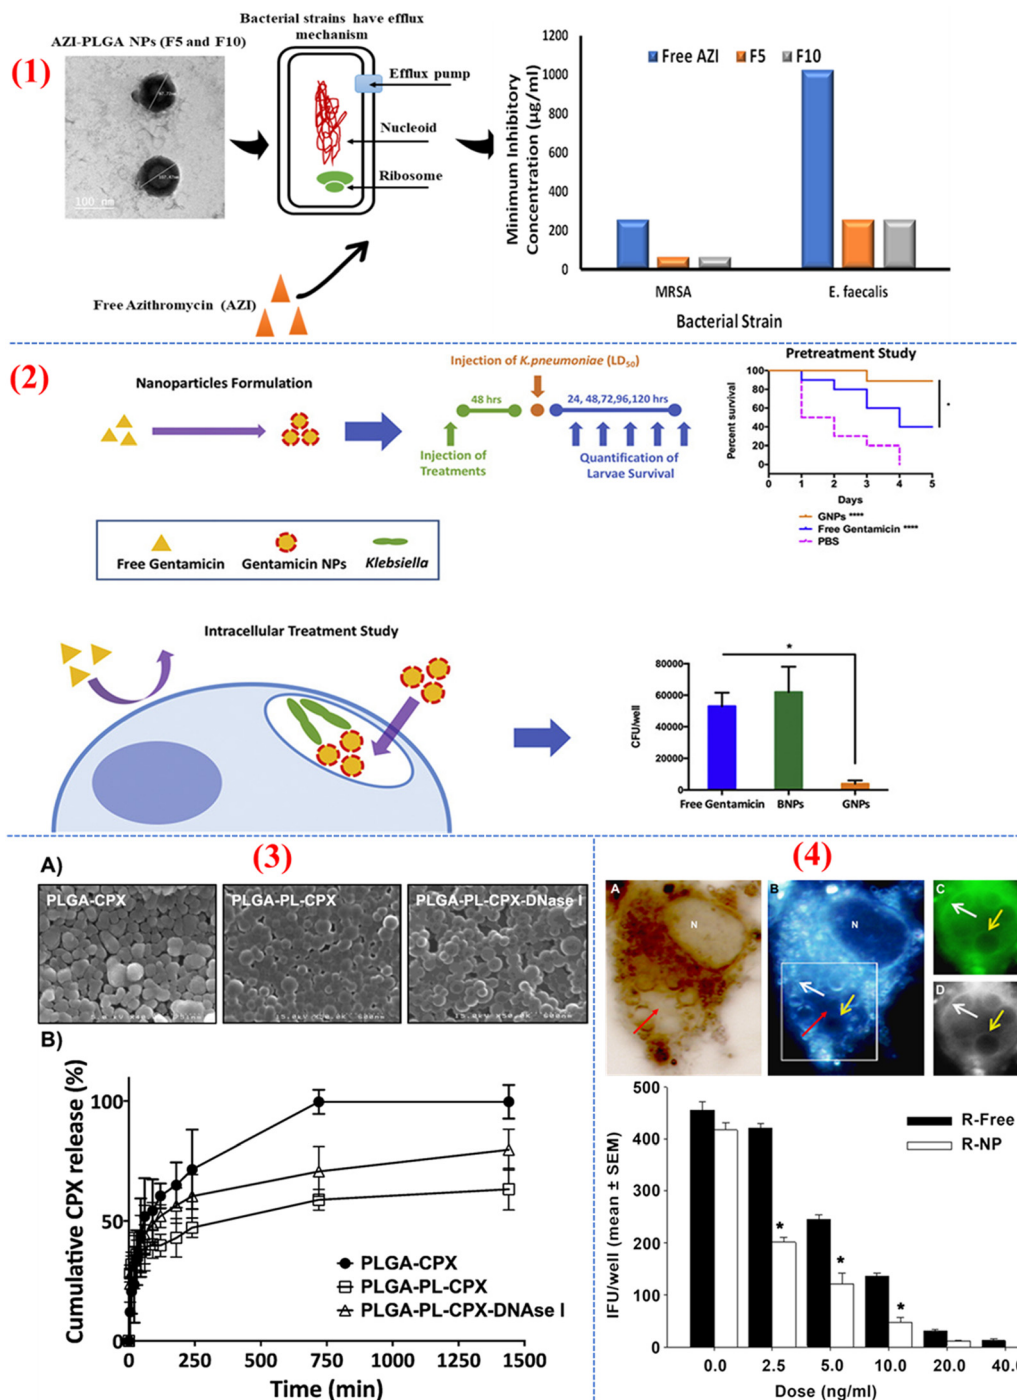 (1)
AZI-PLGA NPs (F5 and F10)
100 nm
Bacterial strains have efflux
mechanism
Efflux pump
Nucleoid
Ribosome
Free Azithromycin (AZI)
Minimum Inhibitory
Concentration (µg/ml)
1200
1000
800
600
400
200
0
Free AZI F5 F10
MRSA E. faecalis
Bacterial Strain
(2)
Nanoparticles Formulation
Injection of K.pneumoniae (LD50)
48 hrs
24, 48,72,96,120 hrs
Injection of
Treatments
Quantification of
Larvae Survival
Pretreatment Study
Percent survival
100
80
60
40
20
0
*
0 1 2 3 4 5
Days
GNPs ****
Free Gentamicin ****
PBS
Free Gentamicin Gentamicin NPs Klebsiella
Intracellular Treatment Study
*
CFU/well
80000
60000
40000
20000
0
Free Gentamicin BNPs GNPs
(3)
A)
PLGA-CPX
PLGA-PL-CPX
PLGA-PL-CPX-DNase I
B)
Cumulative CPX release (%)
100
50
0
PLGA-CPX
PLGA-PL-CPX
PLGA-PL-CPX-DNAse I
0 250 500 750 1000 1250 1500
Time (min)
(4)
A
N
B
N
C
D
IFU/well (mean ± SEM)
500
400
300
200
100
0
R-Free
R-NP
*
*
*
0.0 2.5 5.0 10.0 20.0 40.0
Dose (ng/ml)